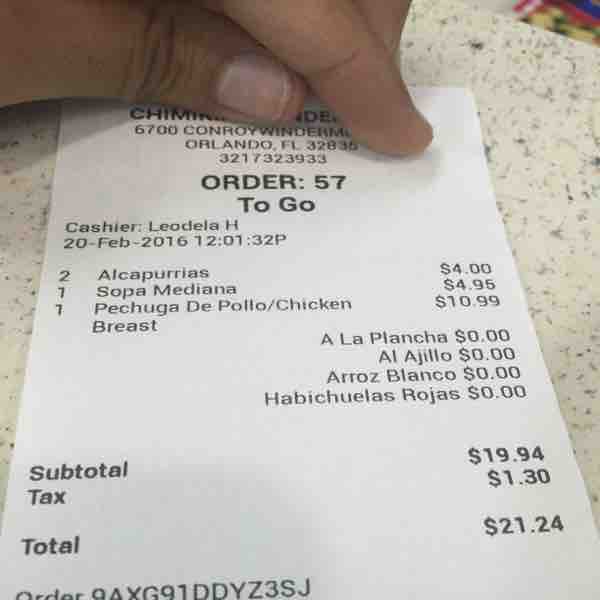 6700
ORLANDO, FL 32835
3217323933
ORDER: 57
To Go
Cashier: Leodela H
20-Feb-2016 12:01:32P
2 Alcapurrias $4.00
1 Sopa Mediana $4.95
1 Pechuga De Pollo/Chicken $10.99
Breast
A La Plancha $0.00
Al Ajillo $0.00
Arroz Blanco $0.00
Habichuelas Rojas $0.00
Subtotal $19.94
Tax $1.30
Total $21.24
Order 9AXG91DDYZ3SJ